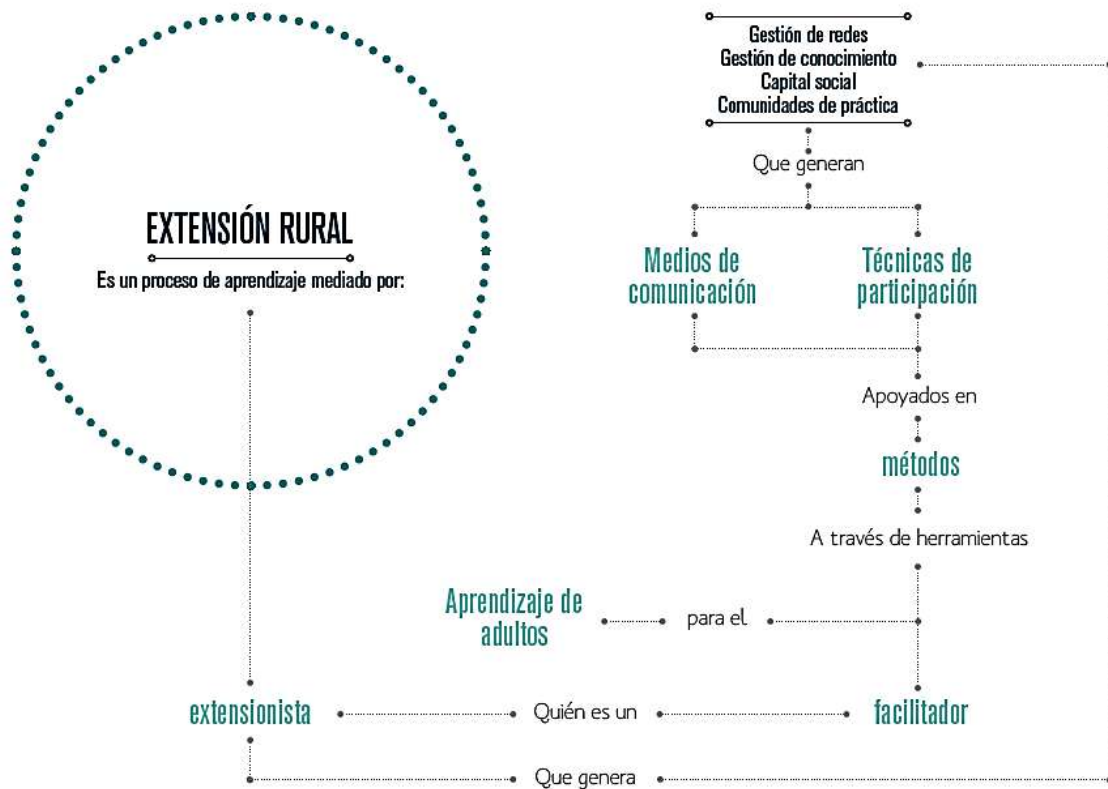 EXTENSIÓN RURAL
Es un proceso de aprendizaje mediado por:
Gestión de redes
Gestión de conocimiento
Capital social
Comunidades de práctica
Que generan
Medios de
comunicación
Técnicas de
participación
Apoyados en
métodos
A través de herramientas
Aprendizaje de
adultos
para el
extensionista
Quién es un
facilitador
Que genera